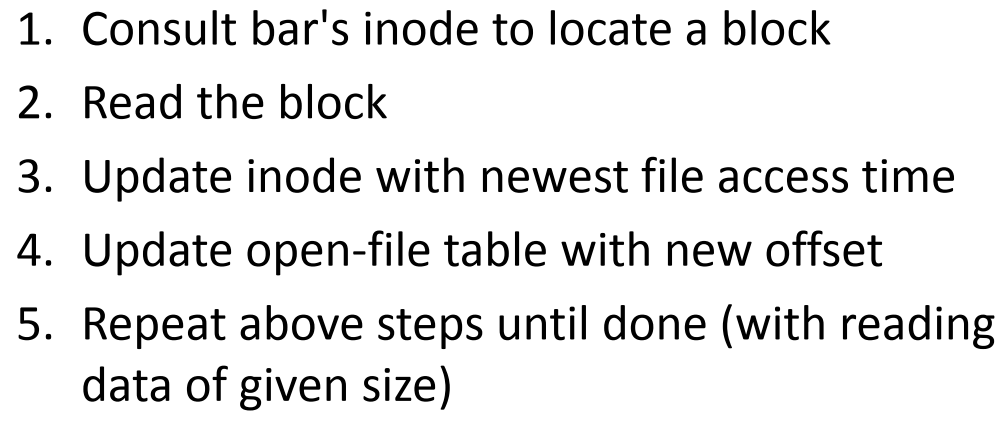 1. Consult bar's inode to locate a block
2. Read the block
3. Update inode with newest file access time
4. Update open-file table with new offset
5. Repeat above steps until done (with reading
data of given size)